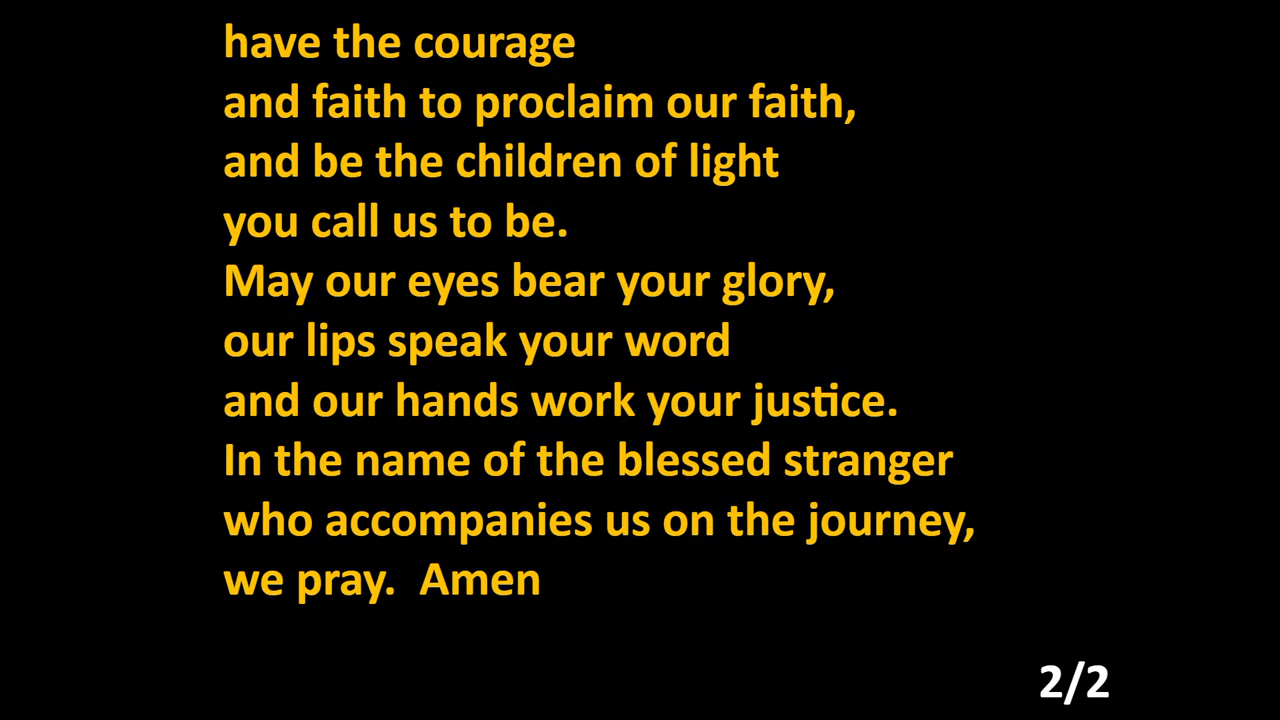 have the courage
and faith to proclaim our faith,
and be the children of light
you call us to be.
May our eyes bear your glory,
our lips speak your word
and our hands work your justice.
In the name of the blessed stranger
who accompanies us on the journey,
we pray.  Amen
2/2